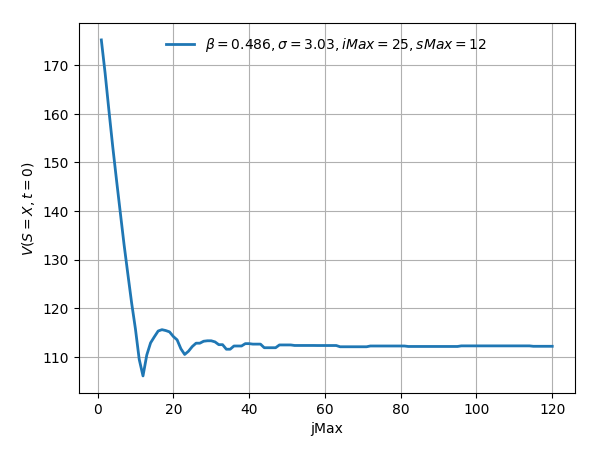 β = 0.486, σ = 3.03, iMax = 25, sMax = 12
V(S = X, t = 0)
170
160
150
140
130
120
110
0 20 40 60 80 100 120
jMax